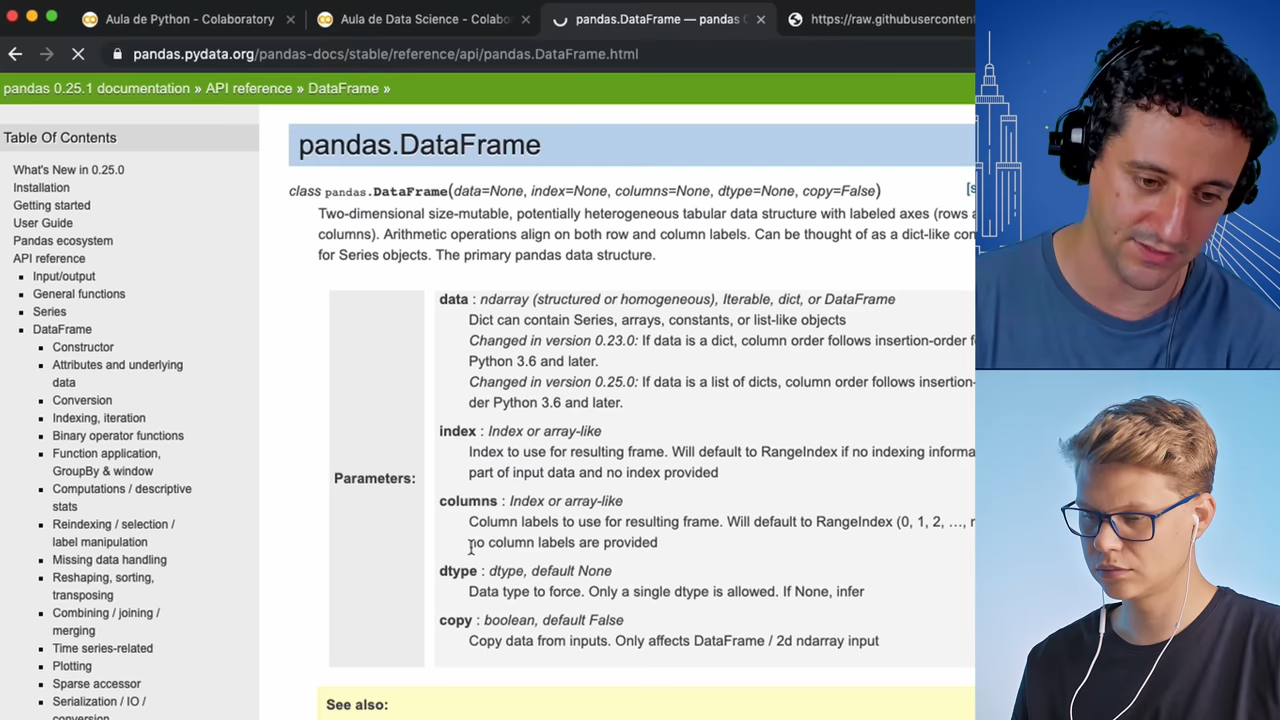 Aula de Python - Colaboratory
Aula de Data Science - Colabo
pandas.DataFrame — pandas
https://raw.githubusercontent
pandas.pydata.org/pandas-docs/stable/reference/api/pandas.DataFrame.html
pandas 0.25.1 documentation » API reference » DataFrame »
Table Of Contents
What's New in 0.25.0
Installation
Getting started
User Guide
Pandas ecosystem
API reference
Input/output
General functions
Series
DataFrame
Constructor
Attributes and underlying
data
Conversion
Indexing, iteration
Binary operator functions
Function application,
GroupBy & window
Computations / descriptive
stats
Reindexing / selection /
label manipulation
Missing data handling
Reshaping, sorting,
transposing
Combining / joining /
merging
Time series-related
Plotting
Sparse accessor
Serialization / IO /
conversion
pandas.DataFrame
class pandas.DataFrame(data=None, index=None, columns=None, dtype=None, copy=False)
Two-dimensional size-mutable, potentially heterogeneous tabular data structure with labeled axes (rows a
columns). Arithmetic operations align on both row and column labels. Can be thought of as a dict-like con
for Series objects. The primary pandas data structure.
Parameters:
data : ndarray (structured or homogeneous), Iterable, dict, or DataFrame
Dict can contain Series, arrays, constants, or list-like objects
Changed in version 0.23.0: If data is a dict, column order follows insertion-order f
Python 3.6 and later.
Changed in version 0.25.0: If data is a list of dicts, column order follows insertion-
der Python 3.6 and later.
index : Index or array-like
Index to use for resulting frame. Will default to RangeIndex if no indexing informa
part of input data and no index provided
columns : Index or array-like
Column labels to use for resulting frame. Will default to RangeIndex (0, 1, 2, …, n
no column labels are provided
dtype : dtype, default None
Data type to force. Only a single dtype is allowed. If None, infer
copy : boolean, default False
Copy data from inputs. Only affects DataFrame / 2d ndarray input
See also: